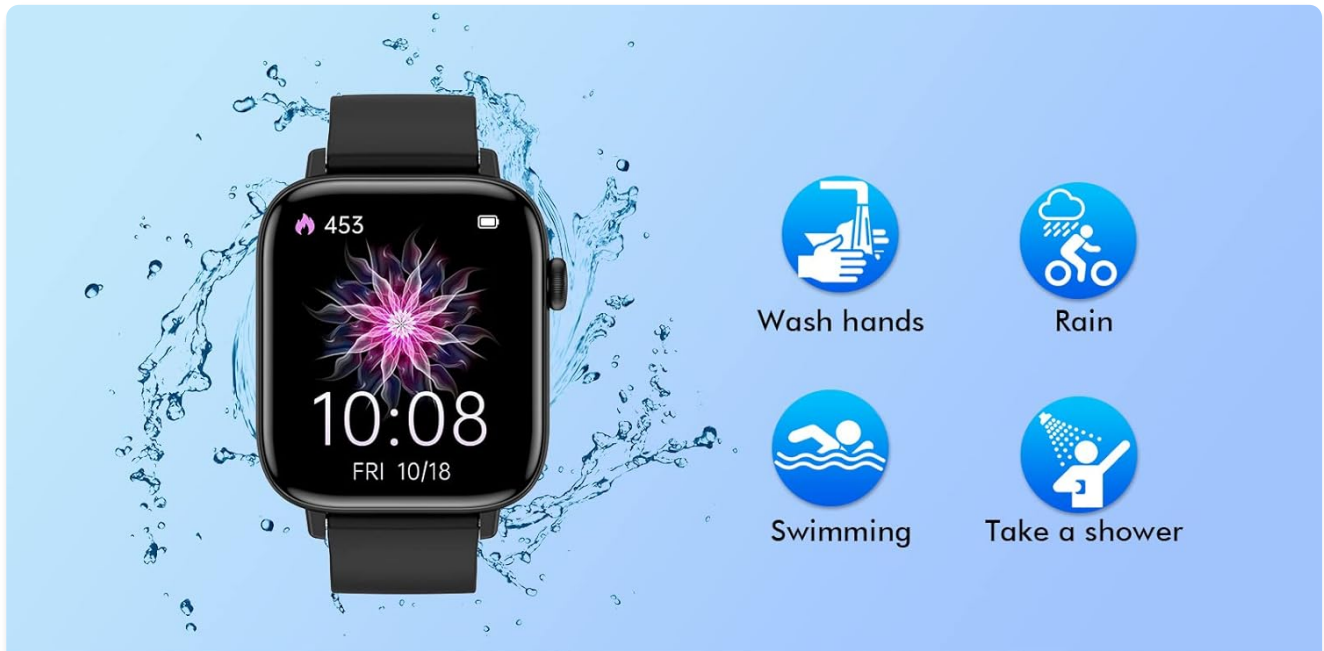 453
10:08
FRI 10/18
Wash hands
Rain
Swimming
Take a shower